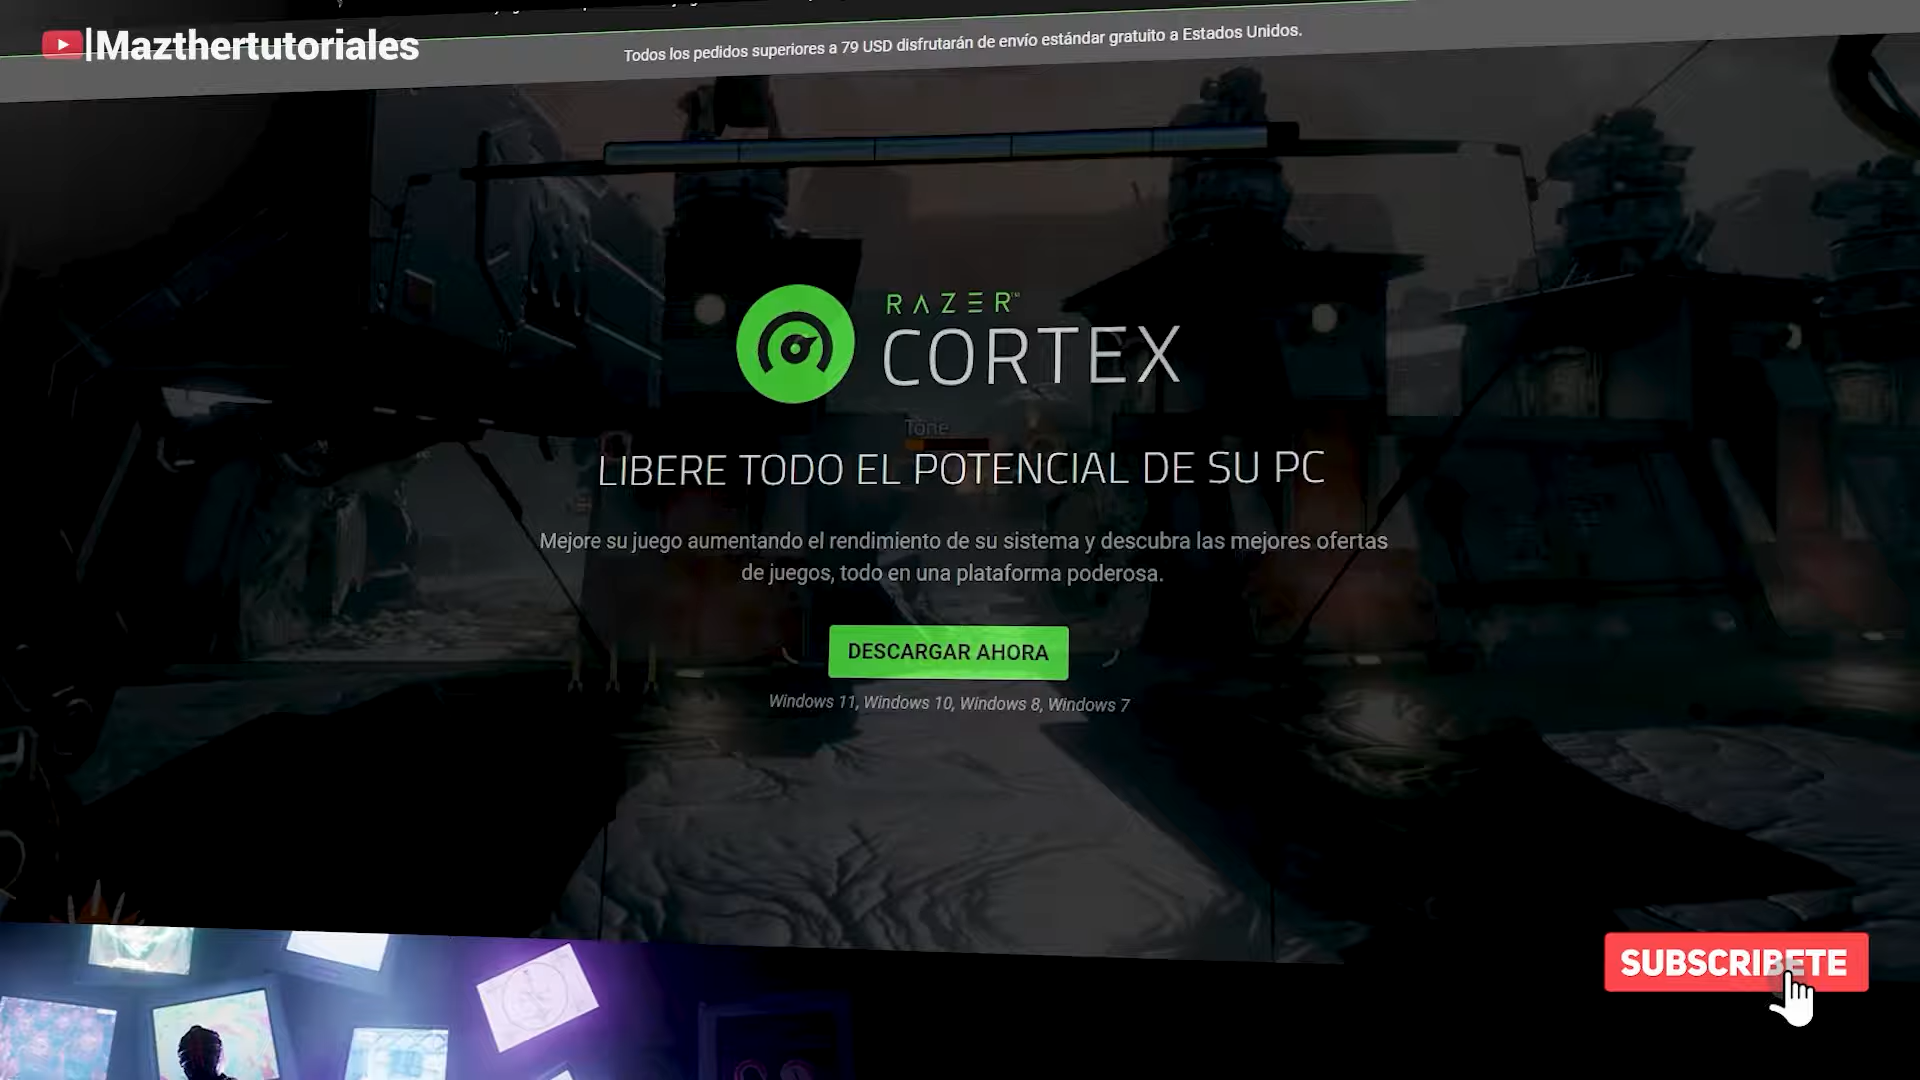 Mazthertutoriales
Todos los pedidos superiores a 79 USD disfrutarán de envío estándar gratuito a Estados Unidos.
RAZER™
CORTEX
Törie
LIBERE TODO EL POTENCIAL DE SU PC
Mejore su juego aumentando el rendimiento de su sistema y descubra las mejores ofertas
de juegos, todo en una plataforma poderosa.
DESCARGAR AHORA
Windows 11, Windows 10, Windows 8, Windows 7
SUBSCRIBETE